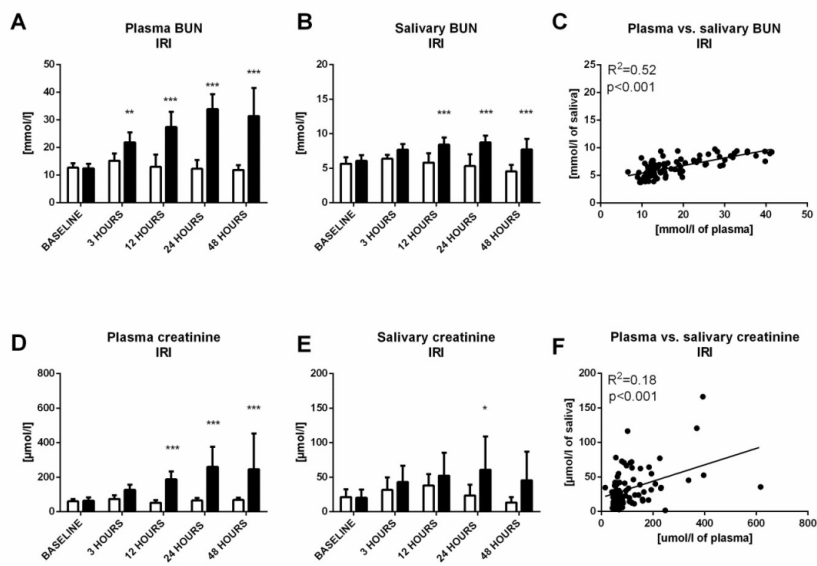 A
Plasma BUN
IRI
[mmol/l]
50
40
30
20
10
0
**
***
***
***
BASELINE
3 HOURS
12 HOURS
24 HOURS
48 HOURS
B
Salivary BUN
IRI
[mmol/l]
25
20
15
10
5
0
***
***
***
BASELINE
3 HOURS
12 HOURS
24 HOURS
48 HOURS
C
Plasma vs. salivary BUN
IRI
R²=0.52
p<0.001
[mmol/l of saliva]
25
20
15
10
5
0
0 10 20 30 40 50
[mmol/l of plasma]
D
Plasma creatinine
IRI
[µmol/l]
800
600
400
200
0
***
***
***
BASELINE
3 HOURS
12 HOURS
24 HOURS
48 HOURS
E
Salivary creatinine
IRI
[µmol/l]
200
150
100
50
0
*
BASELINE
3 HOURS
12 HOURS
24 HOURS
48 HOURS
F
Plasma vs. salivary creatinine
IRI
R²=0.18
p<0.001
[µmol/l of saliva]
200
150
100
50
0
0 200 400 600 800
[umol/l of plasma]